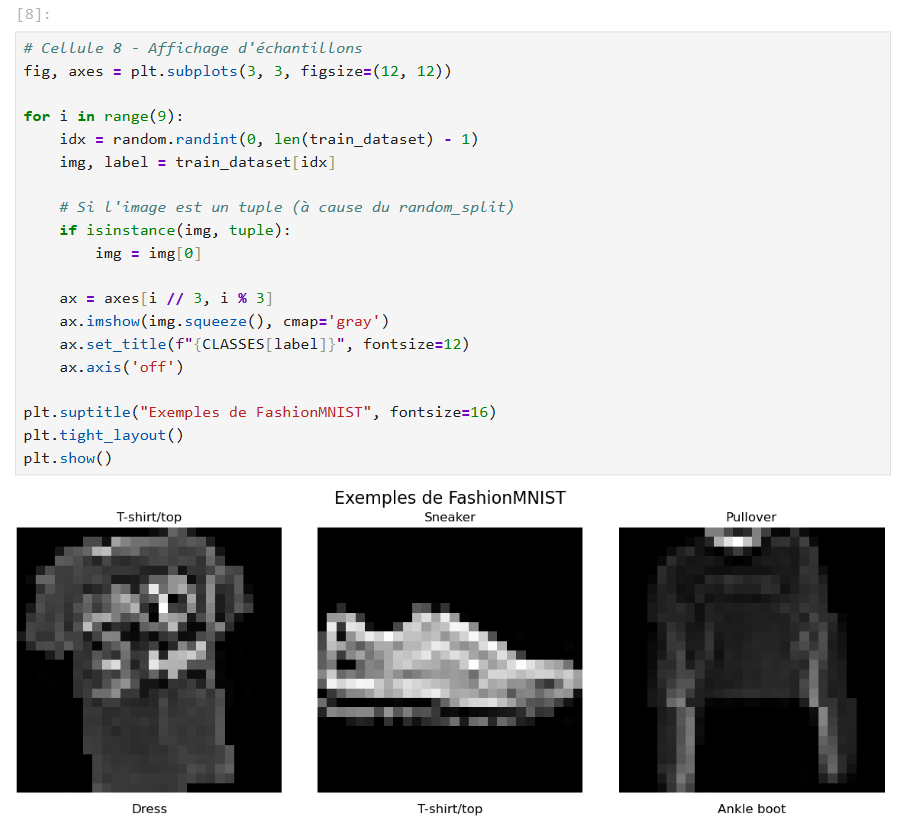 [8]:
# Cellule 8 - Affichage d'échantillons
fig, axes = plt.subplots(3, 3, figsize=(12, 12))
for i in range(9):
    idx = random.randint(0, len(train_dataset) - 1)
    img, label = train_dataset[idx]
    # Si l'image est un tuple (à cause du random_split)
    if isinstance(img, tuple):
        img = img[0]
    ax = axes[i // 3, i % 3]
    ax.imshow(img.squeeze(), cmap='gray')
    ax.set_title(f"{CLASSES[label]}", fontsize=12)
    ax.axis('off')
plt.suptitle("Exemples de FashionMNIST", fontsize=16)
plt.tight_layout()
plt.show()
Exemples de FashionMNIST
T-shirt/top Sneaker Pullover
Dress T-shirt/top Ankle boot